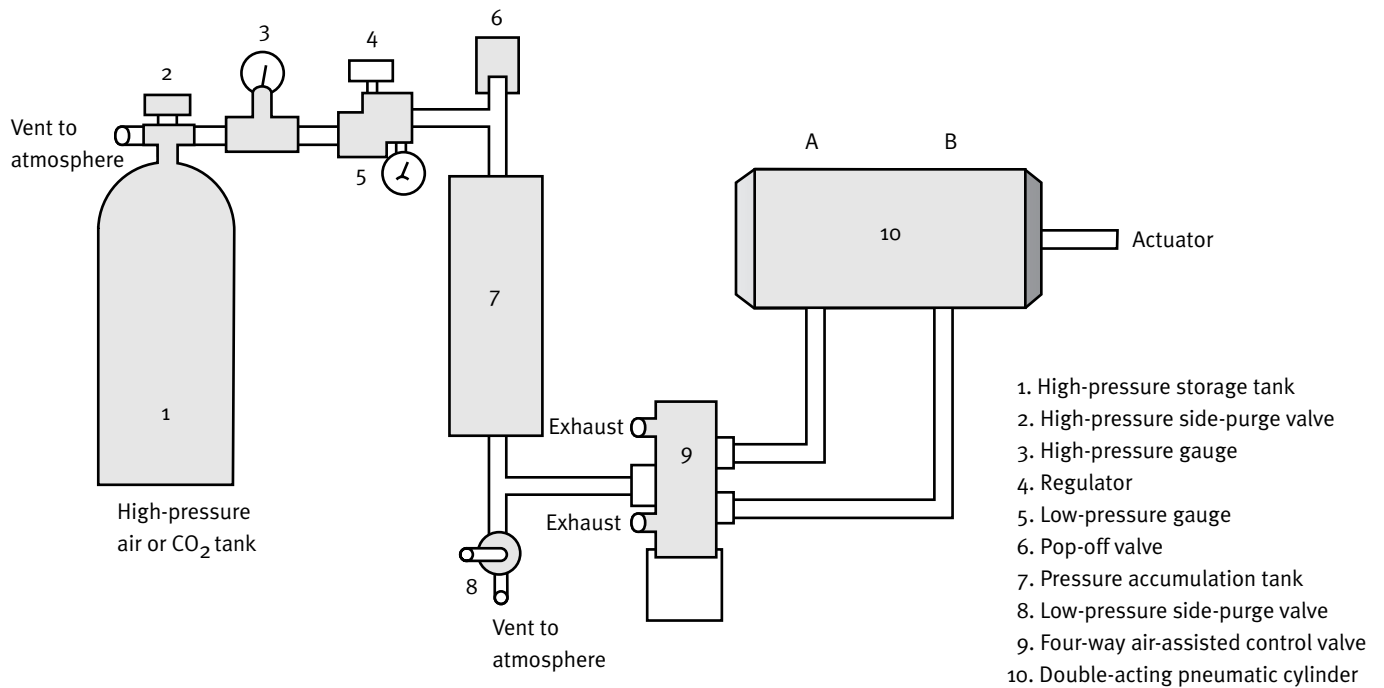 6
3
4
2
Vent to
atmosphere
5
A
B
10
Actuator
7
1
Exhaust
9
Exhaust
High-pressure
air or CO2 tank
8
Vent to
atmosphere
1. High-pressure storage tank
2. High-pressure side-purge valve
3. High-pressure gauge
4. Regulator
5. Low-pressure gauge
6. Pop-off valve
7. Pressure accumulation tank
8. Low-pressure side-purge valve
9. Four-way air-assisted control valve
10. Double-acting pneumatic cylinder